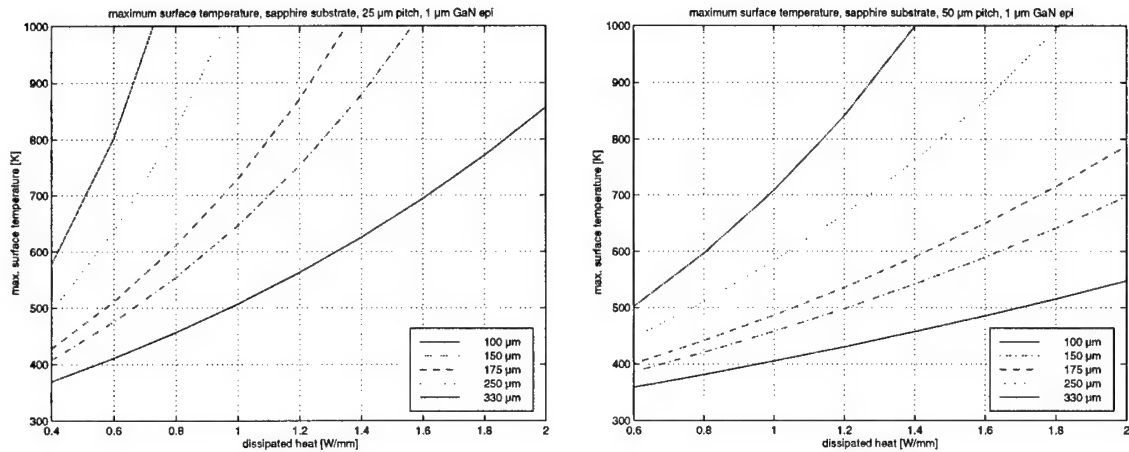 maximum surface temperature, sapphire substrate, 25 µm pitch, 1 µm GaN epi
1000
900
800
700
600
500
400
300
max. surface temperature [K]
0.4 0.6 0.8 1 1.2 1.4 1.6 1.8 2
dissipated heat [W/mm]
100 µm
150 µm
175 µm
250 µm
330 µm
maximum surface temperature, sapphire substrate, 50 µm pitch, 1 µm GaN epi
1000
900
800
700
600
500
400
300
max. surface temperature [K]
0.6 0.8 1 1.2 1.4 1.6 1.8 2
dissipated heat [W/mm]
100 µm
150 µm
175 µm
250 µm
330 µm